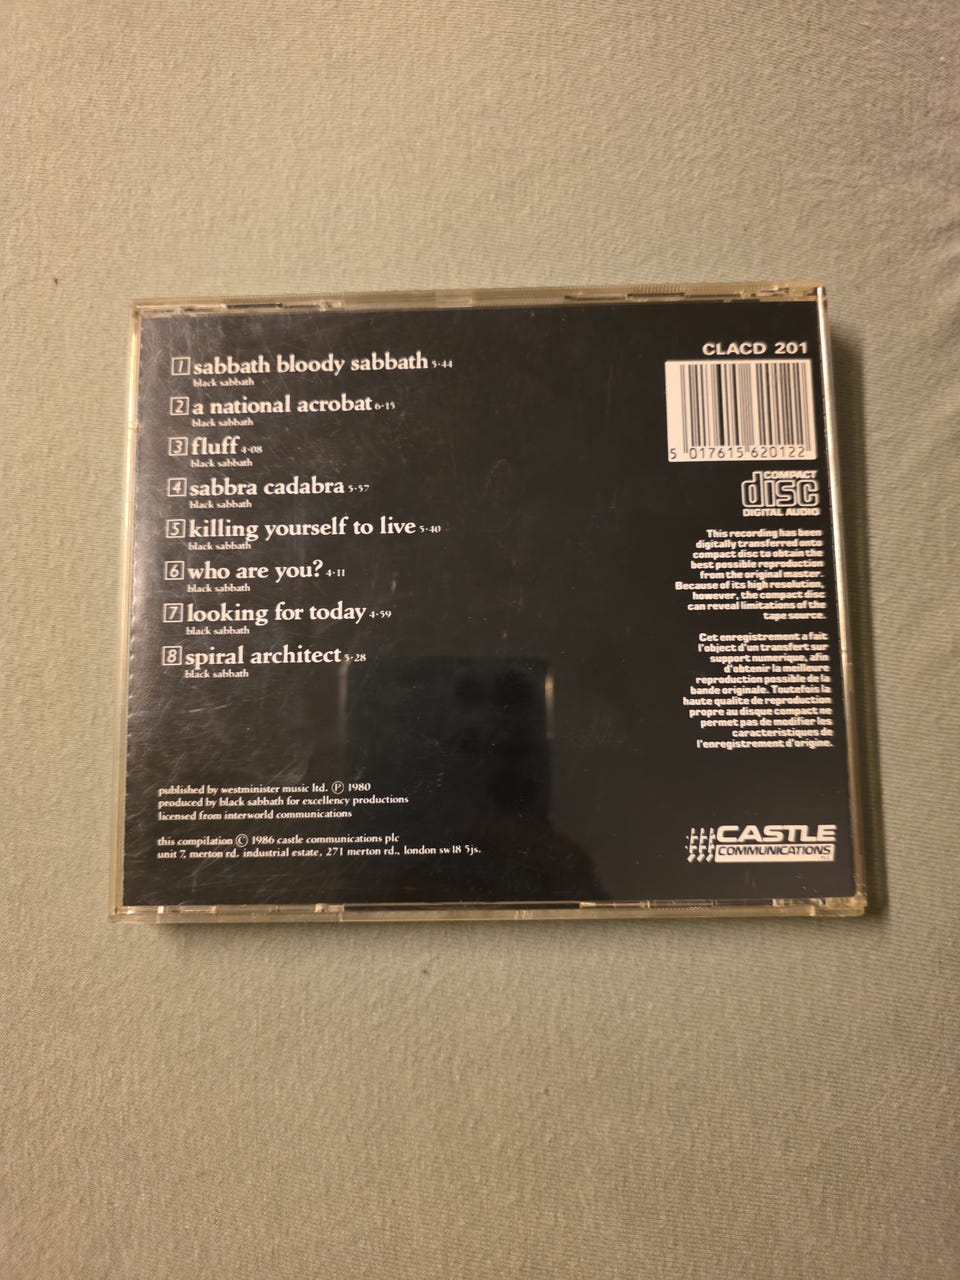 1 sabbath bloody sabbath 5·44
black sabbath
2 a national acrobat 6·15
black sabbath
3 fluff 4·08
black sabbath
4 sabbra cadabra 5·57
black sabbath
5 killing yourself to live 5·40
black sabbath
6 who are you? 4·11
black sabbath
7 looking for today 4·59
black sabbath
8 spiral architect 5·28
black sabbath
published by westminister music ltd. Ⓟ 1980
produced by black sabbath for excellency productions
licensed from interworld communications
this compilation © 1986 castle communications plc
unit 7, merton rd. industrial estate, 271 merton rd., london sw18 5js.
CLACD 201
5 017615 620122
COMPACT
disc
DIGITAL AUDIO
This recording has been
digitally transferred onto
compact disc to obtain the
best possible reproduction
from the original master.
Because of its high resolution,
however, the compact disc
can reveal limitations of the
tape source.
Cet enregistrement a fait
l'object d'un transfert sur
support numerique, afin
d'obtenir la meilleure
reproduction possible de la
bande originale. Toutefois la
haute qualite de reproduction
propre au disque compact ne
permet pas de modifier les
caracteristiques de
l'enregistrement d'origine.
CASTLE
COMMUNICATIONS